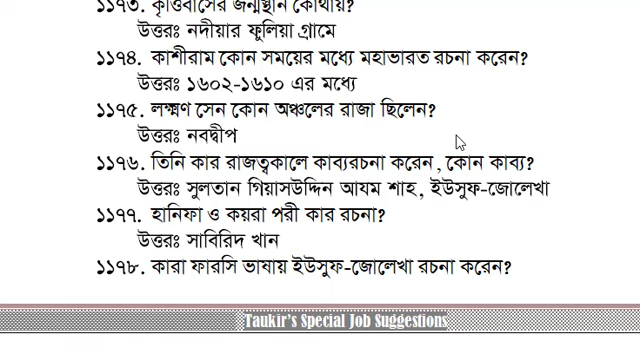 ১১৭৩. কৃত্তিবাসের জন্মস্থান কোথায়?
উত্তরঃ নদীয়ার ফুলিয়া গ্রামে
১১৭৪. কাশীরাম কোন সময়ের মধ্যে মহাভারত রচনা করেন?
উত্তরঃ ১৬০২-১৬১০ এর মধ্যে
১১৭৫. লক্ষ্মণ সেন কোন অঞ্চলের রাজা ছিলেন?
উত্তরঃ নবদ্বীপ
১১৭৬. তিনি কার রাজত্বকালে কাব্যরচনা করেন, কোন কাব্য?
উত্তরঃ সুলতান গিয়াসউদ্দিন আযম শাহ, ইউসুফ-জোলেখা
১১৭৭. হানিফা ও কয়রা পরী কার রচনা?
উত্তরঃ সাবিরিদ খান
১১৭৮. কারা ফারসি ভাষায় ইউসুফ-জোলেখা রচনা করেন?
Taukir's Special Job Suggestions